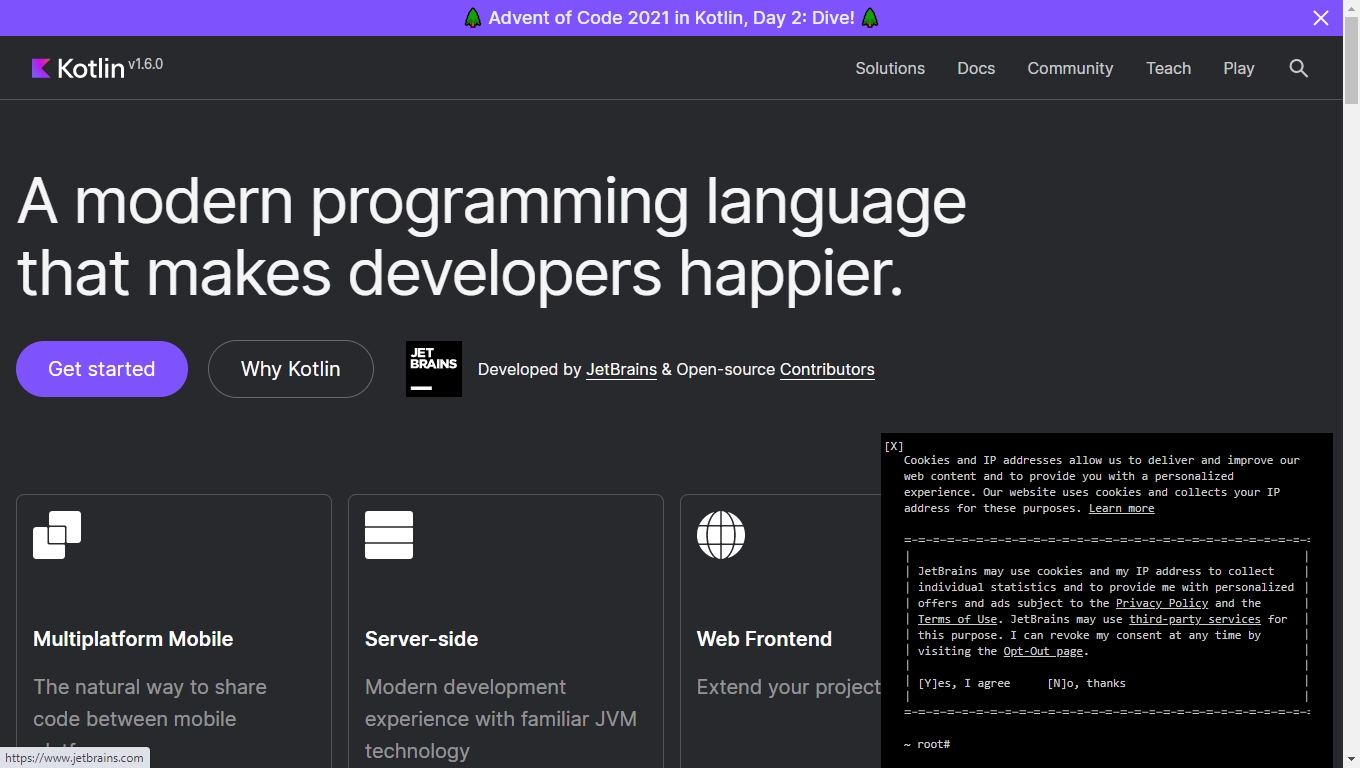 Advent of Code 2021 in Kotlin, Day 2: Dive!
Kotlin v1.6.0
Solutions
Docs
Community
Teach
Play
A modern programming language
that makes developers happier.
Get started
Why Kotlin
JET
BRAINS
Developed by JetBrains & Open-source Contributors
Multiplatform Mobile
The natural way to share
code between mobile
Server-side
Modern development
experience with familiar JVM
technology
Web Frontend
Extend your project
[X]
Cookies and IP addresses allow us to deliver and improve our
web content and to provide you with a personalized
experience. Our website uses cookies and collects your IP
address for these purposes. Learn more
JetBrains may use cookies and my IP address to collect
individual statistics and to provide me with personalized
offers and ads subject to the Privacy Policy and the
Terms of Use. JetBrains may use third-party services for
this purpose. I can revoke my consent at any time by
visiting the Opt-Out page.
[Y]es, I agree
[N]o, thanks
~ root#
https://www.jetbrains.com